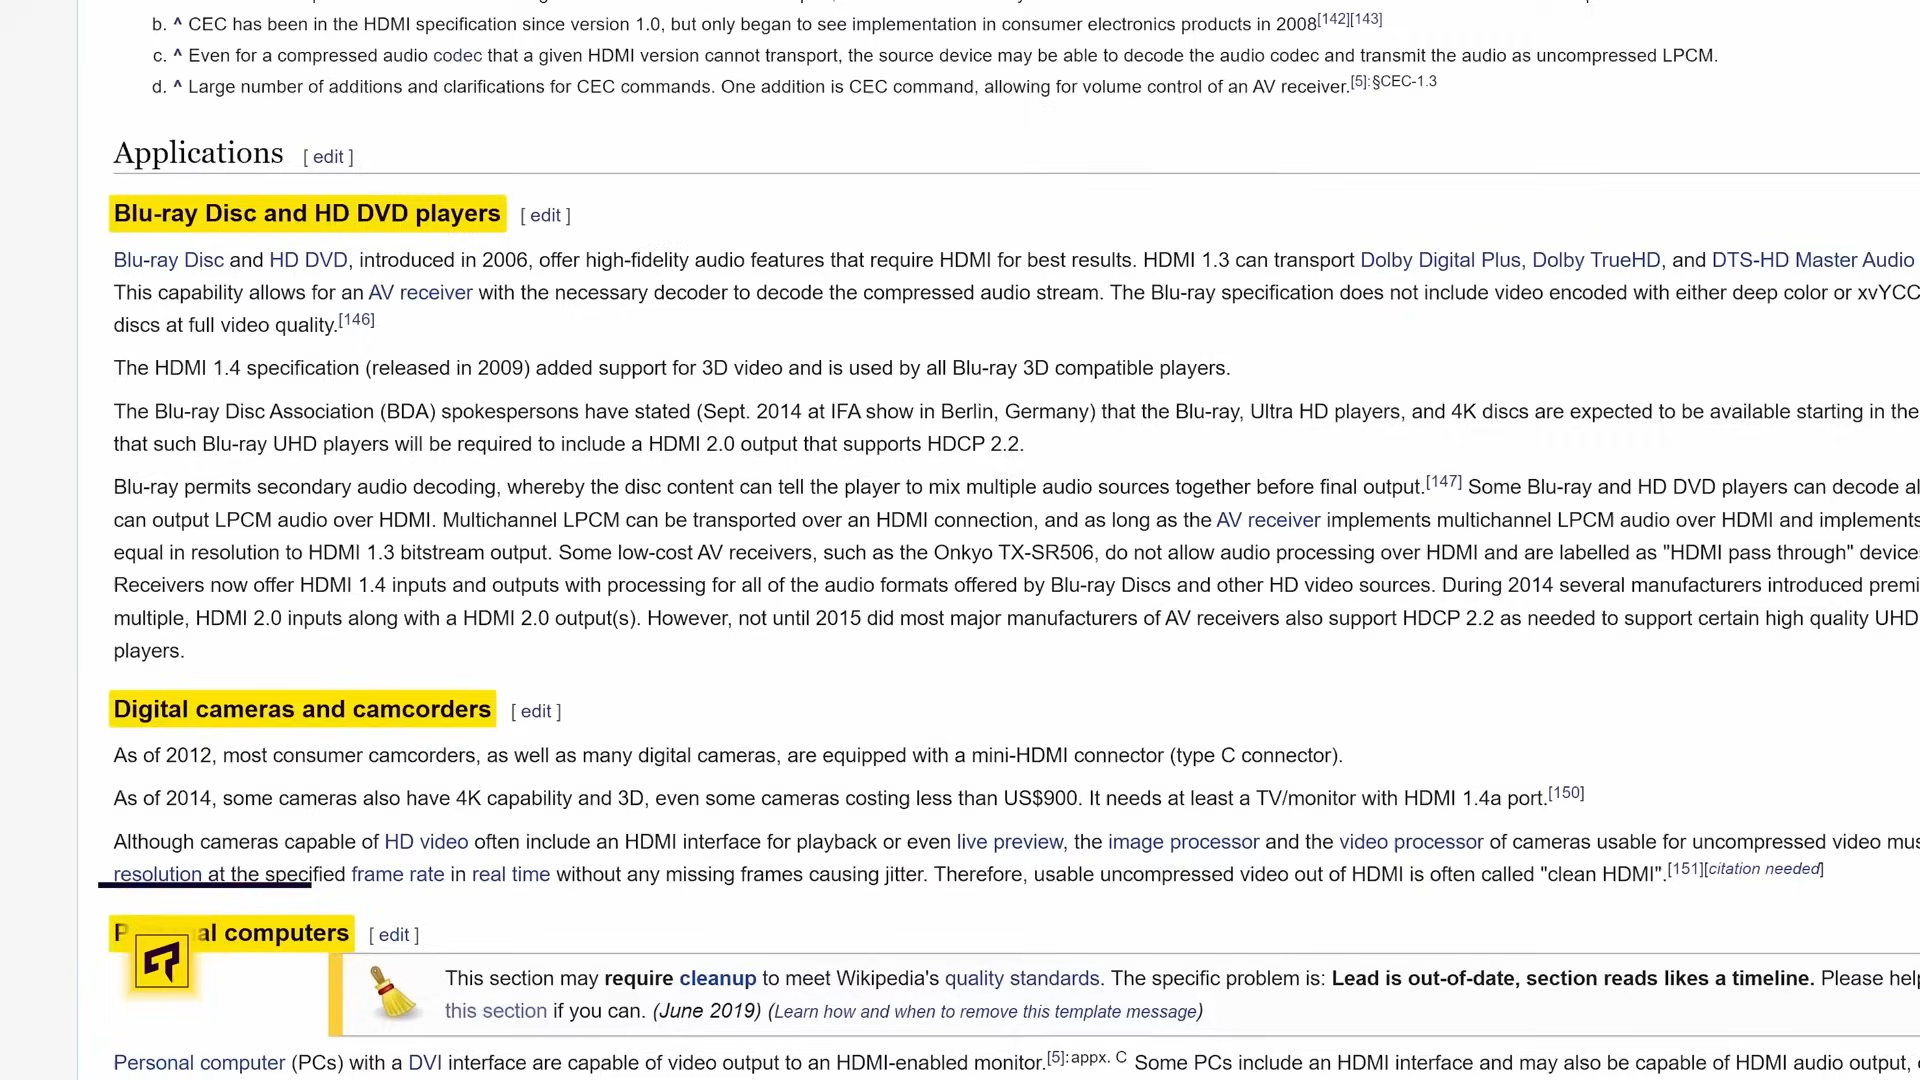 b. ^ CEC has been in the HDMI specification since version 1.0, but only began to see implementation in consumer electronics products in 2008[142][143]
c. ^ Even for a compressed audio codec that a given HDMI version cannot transport, the source device may be able to decode the audio codec and transmit the audio as uncompressed LPCM.
d. ^ Large number of additions and clarifications for CEC commands. One addition is CEC command, allowing for volume control of an AV receiver.[5]:§CEC-1.3
Applications [ edit ]
Blu-ray Disc and HD DVD players [ edit ]
Blu-ray Disc and HD DVD, introduced in 2006, offer high-fidelity audio features that require HDMI for best results. HDMI 1.3 can transport Dolby Digital Plus, Dolby TrueHD, and DTS-HD Master Audio
This capability allows for an AV receiver with the necessary decoder to decode the compressed audio stream. The Blu-ray specification does not include video encoded with either deep color or xvYCC
discs at full video quality.[146]
The HDMI 1.4 specification (released in 2009) added support for 3D video and is used by all Blu-ray 3D compatible players.
The Blu-ray Disc Association (BDA) spokespersons have stated (Sept. 2014 at IFA show in Berlin, Germany) that the Blu-ray, Ultra HD players, and 4K discs are expected to be available starting in the
that such Blu-ray UHD players will be required to include a HDMI 2.0 output that supports HDCP 2.2.
Blu-ray permits secondary audio decoding, whereby the disc content can tell the player to mix multiple audio sources together before final output.[147] Some Blu-ray and HD DVD players can decode al
can output LPCM audio over HDMI. Multichannel LPCM can be transported over an HDMI connection, and as long as the AV receiver implements multichannel LPCM audio over HDMI and implements
equal in resolution to HDMI 1.3 bitstream output. Some low-cost AV receivers, such as the Onkyo TX-SR506, do not allow audio processing over HDMI and are labelled as "HDMI pass through" device
Receivers now offer HDMI 1.4 inputs and outputs with processing for all of the audio formats offered by Blu-ray Discs and other HD video sources. During 2014 several manufacturers introduced premi
multiple, HDMI 2.0 inputs along with a HDMI 2.0 output(s). However, not until 2015 did most major manufacturers of AV receivers also support HDCP 2.2 as needed to support certain high quality UHD
players.
Digital cameras and camcorders [ edit ]
As of 2012, most consumer camcorders, as well as many digital cameras, are equipped with a mini-HDMI connector (type C connector).
As of 2014, some cameras also have 4K capability and 3D, even some cameras costing less than US$900. It needs at least a TV/monitor with HDMI 1.4a port.[150]
Although cameras capable of HD video often include an HDMI interface for playback or even live preview, the image processor and the video processor of cameras usable for uncompressed video mus
resolution at the specified frame rate in real time without any missing frames causing jitter. Therefore, usable uncompressed video out of HDMI is often called "clean HDMI".[151][citation needed]
P al computers [ edit ]
This section may require cleanup to meet Wikipedia's quality standards. The specific problem is: Lead is out-of-date, section reads likes a timeline. Please help
this section if you can. (June 2019) (Learn how and when to remove this template message)
Personal computer (PCs) with a DVI interface are capable of video output to an HDMI-enabled monitor.[5]:appx. C Some PCs include an HDMI interface and may also be capable of HDMI audio output,